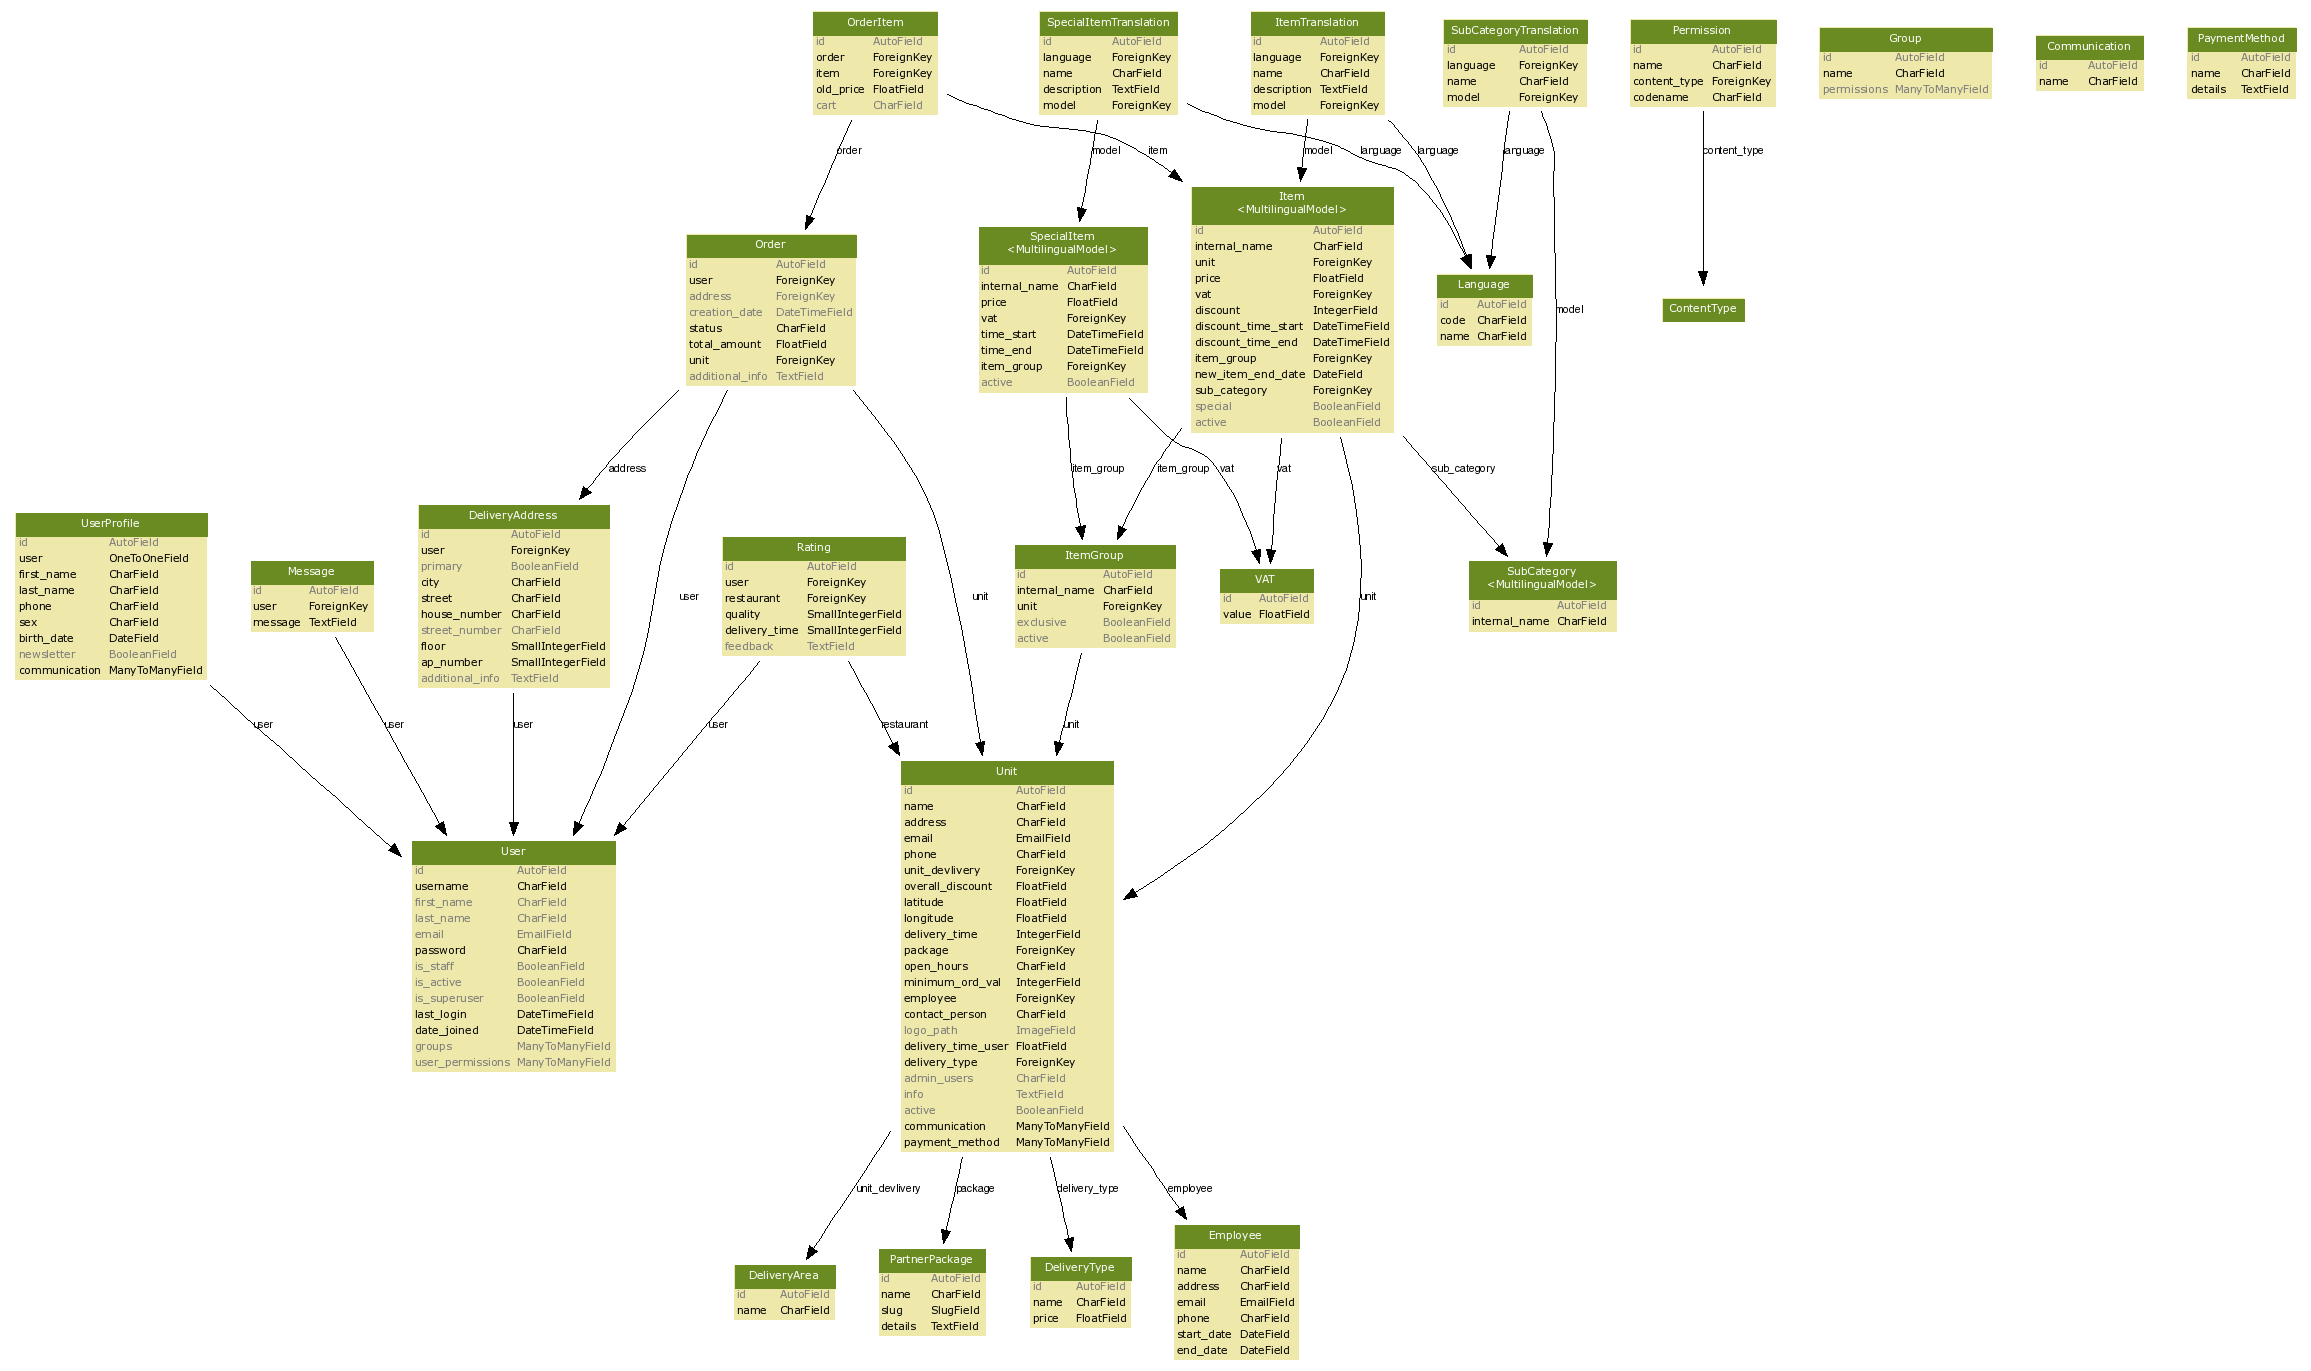 OrderItem
id AutoField
order ForeignKey
item ForeignKey
old_price FloatField
cart CharField
SpecialItemTranslation
id AutoField
language ForeignKey
name CharField
description TextField
model ForeignKey
ItemTranslation
id AutoField
language ForeignKey
name CharField
description TextField
model ForeignKey
SubCategoryTranslation
id AutoField
language ForeignKey
name CharField
model ForeignKey
Permission
id AutoField
name CharField
content_type ForeignKey
codename CharField
Group
id AutoField
name CharField
permissions ManyToManyField
Communication
id AutoField
name CharField
PaymentMethod
id AutoField
name CharField
details TextField
order
model
item
model
language
language
language
content_type
Order
id AutoField
user ForeignKey
address ForeignKey
creation_date DateTimeField
status CharField
total_amount FloatField
unit ForeignKey
additional_info TextField
SpecialItem
<MultilingualModel>
id AutoField
internal_name CharField
price FloatField
vat ForeignKey
time_start DateTimeField
time_end DateTimeField
item_group ForeignKey
active BooleanField
Item
<MultilingualModel>
id AutoField
internal_name CharField
unit ForeignKey
price FloatField
vat ForeignKey
discount IntegerField
discount_time_start DateTimeField
discount_time_end DateTimeField
item_group ForeignKey
new_item_end_date DateField
sub_category ForeignKey
special BooleanField
active BooleanField
Language
id AutoField
code CharField
name CharField
model
ContentType
address
item_group
item_group
vat
vat
sub_category
UserProfile
id AutoField
user OneToOneField
first_name CharField
last_name CharField
phone CharField
sex CharField
birth_date DateField
newsletter BooleanField
communication ManyToManyField
Message
id AutoField
user ForeignKey
message TextField
DeliveryAddress
id AutoField
user ForeignKey
primary BooleanField
city CharField
street CharField
house_number CharField
street_number CharField
floor SmallIntegerField
ap_number SmallIntegerField
additional_info TextField
user
Rating
id AutoField
user ForeignKey
restaurant ForeignKey
quality SmallIntegerField
delivery_time SmallIntegerField
feedback TextField
unit
ItemGroup
id AutoField
internal_name CharField
unit ForeignKey
exclusive BooleanField
active BooleanField
VAT
id AutoField
value FloatField
unit
SubCategory
<MultilingualModel>
id AutoField
internal_name CharField
user
user
user
user
restaurant
unit
User
id AutoField
username CharField
first_name CharField
last_name CharField
email EmailField
password CharField
is_staff BooleanField
is_active BooleanField
is_superuser BooleanField
last_login DateTimeField
date_joined DateTimeField
groups ManyToManyField
user_permissions ManyToManyField
Unit
id AutoField
name CharField
address CharField
email EmailField
phone CharField
unit_devlivery ForeignKey
overall_discount FloatField
latitude FloatField
longitude FloatField
delivery_time IntegerField
package ForeignKey
open_hours CharField
minimum_ord_val IntegerField
employee ForeignKey
contact_person CharField
logo_path ImageField
delivery_time_user FloatField
delivery_type ForeignKey
admin_users CharField
info TextField
active BooleanField
communication ManyToManyField
payment_method ManyToManyField
unit_devlivery
package
delivery_type
employee
DeliveryArea
id AutoField
name CharField
PartnerPackage
id AutoField
name CharField
slug SlugField
details TextField
DeliveryType
id AutoField
name CharField
price FloatField
Employee
id AutoField
name CharField
address CharField
email EmailField
phone CharField
start_date DateField
end_date DateField